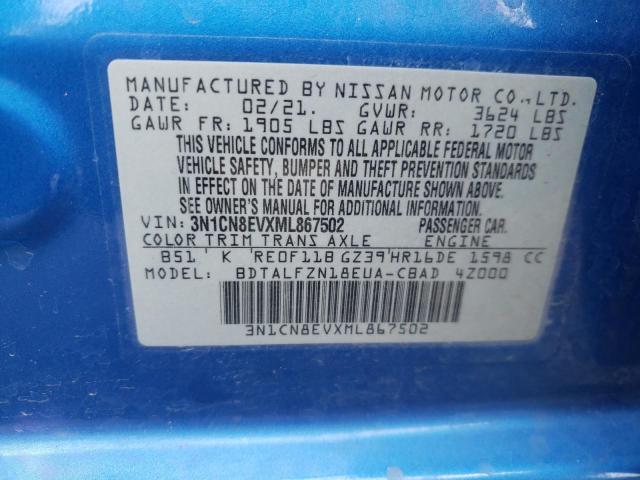 MANUFACTURED BY NISSAN MOTOR CO., LTD.
DATE: 02/21. GVWR: 3624 LBS
GAWR FR: 1905 LBS GAWR RR: 1720 LBS
THIS VEHICLE CONFORMS TO ALL APPLICABLE FEDERAL MOTOR
VEHICLE SAFETY, BUMPER AND THEFT PREVENTION STANDARDS
IN EFFECT ON THE DATE OF MANUFACTURE SHOWN ABOVE.
SEE OWNER'S MANUAL FOR ADDITIONAL INFORMATION.
VIN: 3N1CN8EVXML867502 PASSENGER CAR.
COLOR TRIM TRANS AXLE ENGINE
B51 K RE0F11B GZ39 HR16DE 1598 CC
MODEL: BDTALFZN18EUA-CBAD 4Z000
3N1CN8EVXML867502